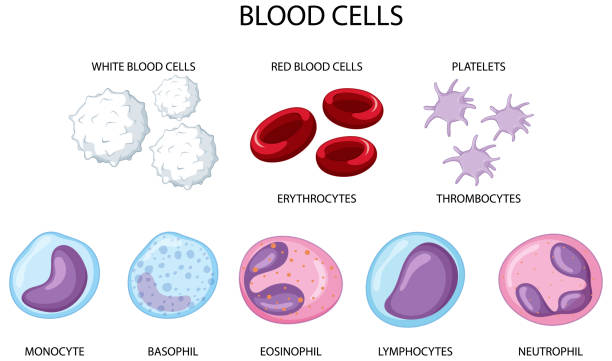 BLOOD CELLS
WHITE BLOOD CELLS
RED BLOOD CELLS
PLATELETS
ERYTHROCYTES
THROMBOCYTES
MONOCYTE
BASOPHIL
EOSINOPHIL
LYMPHOCYTES
NEUTROPHIL